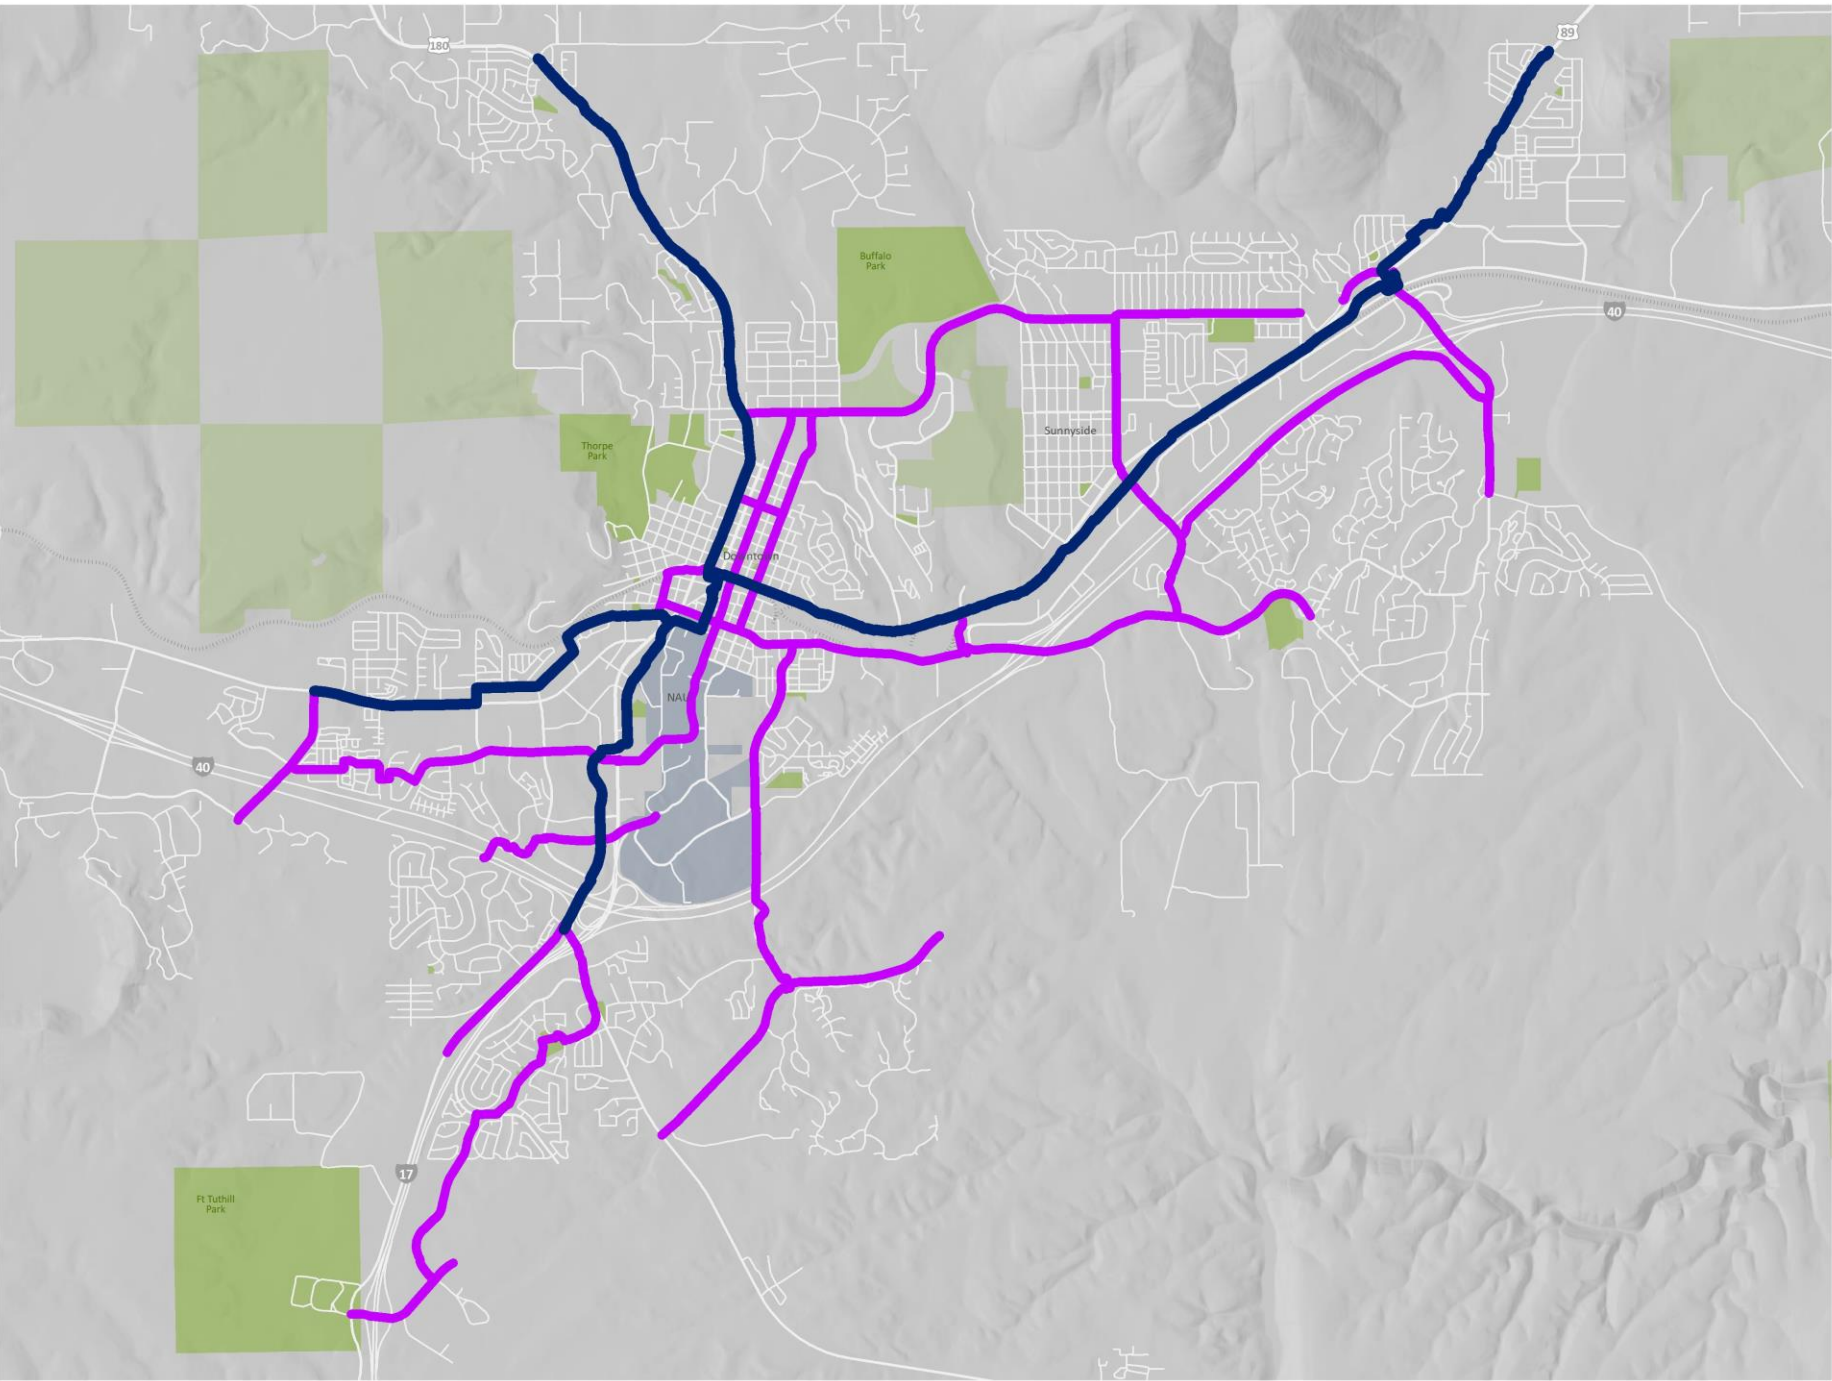 180
89
Buffalo
Park
40
Sunnyside
Thorpe
Park
Downtown
NAU
40
17
Ft Tuthill
Park